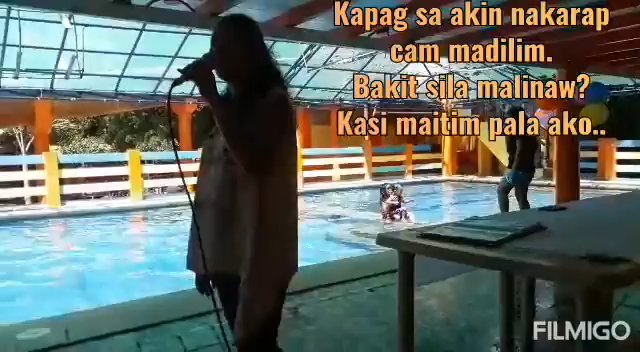 Kapag sa akin nakarap
cam madilim.
Bakit sila malinaw?
Kasi maitim pala ako..
FILMIGO